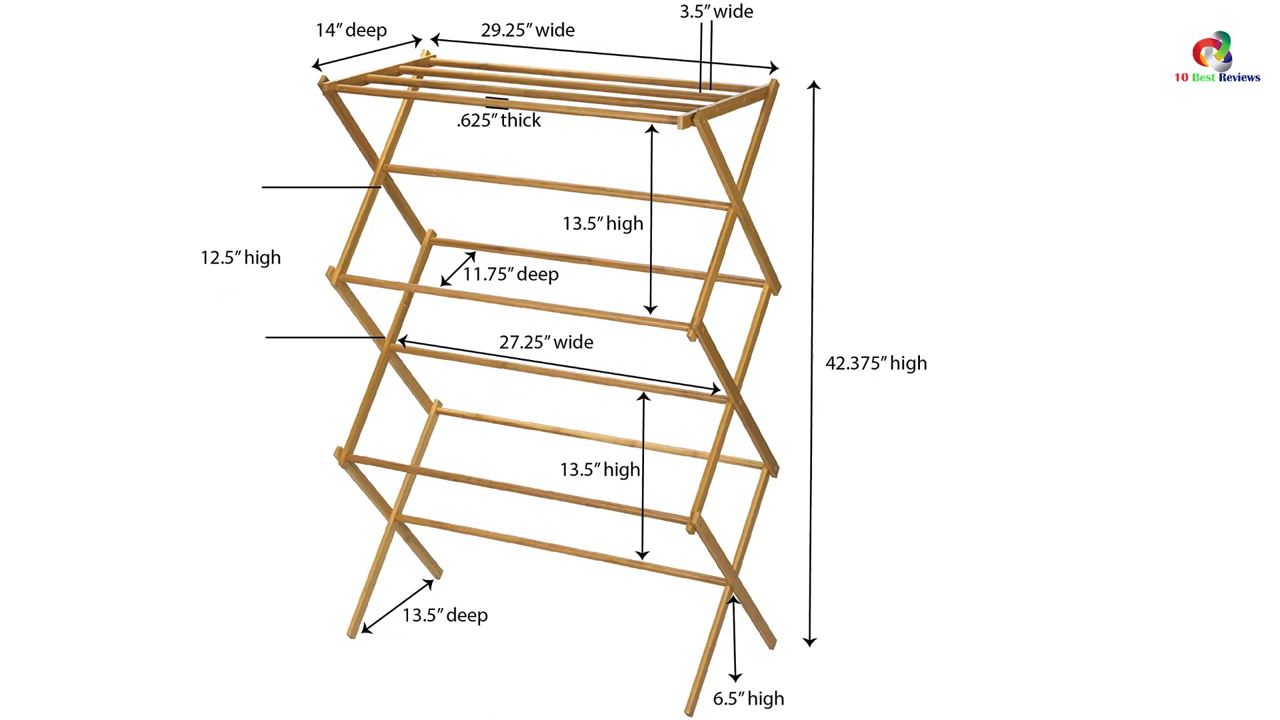 3.5” wide
14” deep
29.25” wide
10 Best Reviews
.625” thick
13.5” high
12.5” high
11.75” deep
27.25” wide
42.375” high
13.5” high
13.5” deep
6.5” high